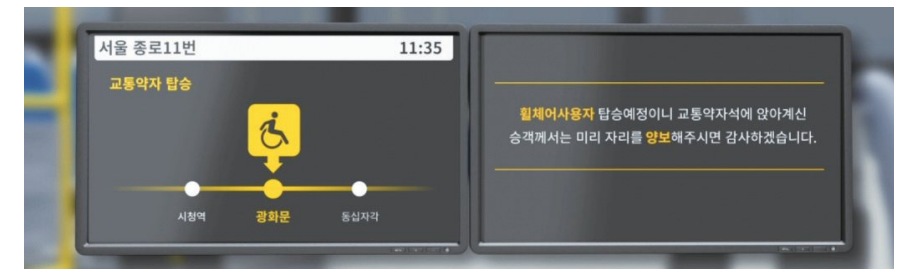 서울 종로11번 11:35
교통약자 탑승
시청역 광화문 동십자각
휠체어사용자 탑승예정이니 교통약자석에 앉아계신
승객께서는 미리 자리를 양보해주시면 감사하겠습니다.